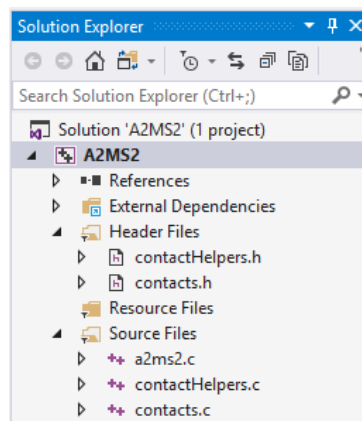 Solution Explorer
Search Solution Explorer (Ctrl+;)
Solution 'A2MS2' (1 project)
A2MS2
References
External Dependencies
Header Files
contactHelpers.h
contacts.h
Resource Files
Source Files
a2ms2.c
contactHelpers.c
contacts.c